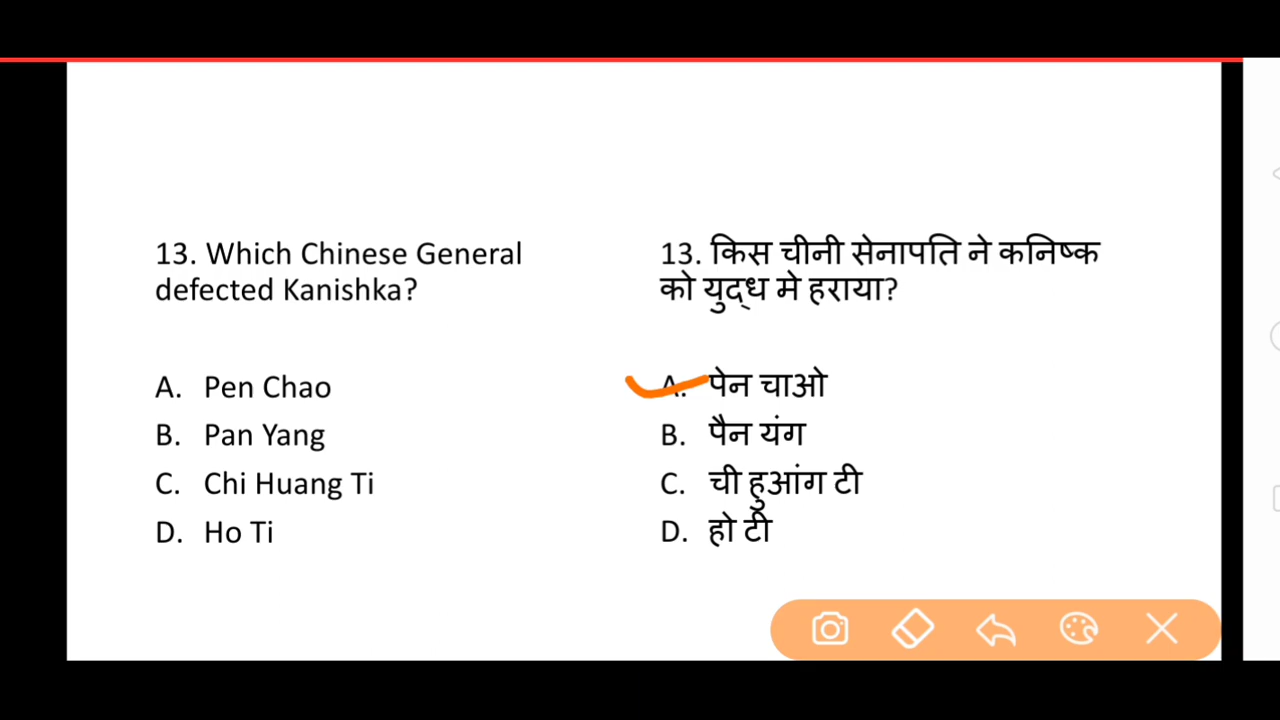 13. Which Chinese General
defected Kanishka?
A. Pen Chao
B. Pan Yang
C. Chi Huang Ti
D. Ho Ti
13. किस चीनी सेनापति ने कनिष्क
को युद्ध मे हराया?
A. पेन चाओ
B. पैन यंग
C. ची हुआंग टी
D. हो टी